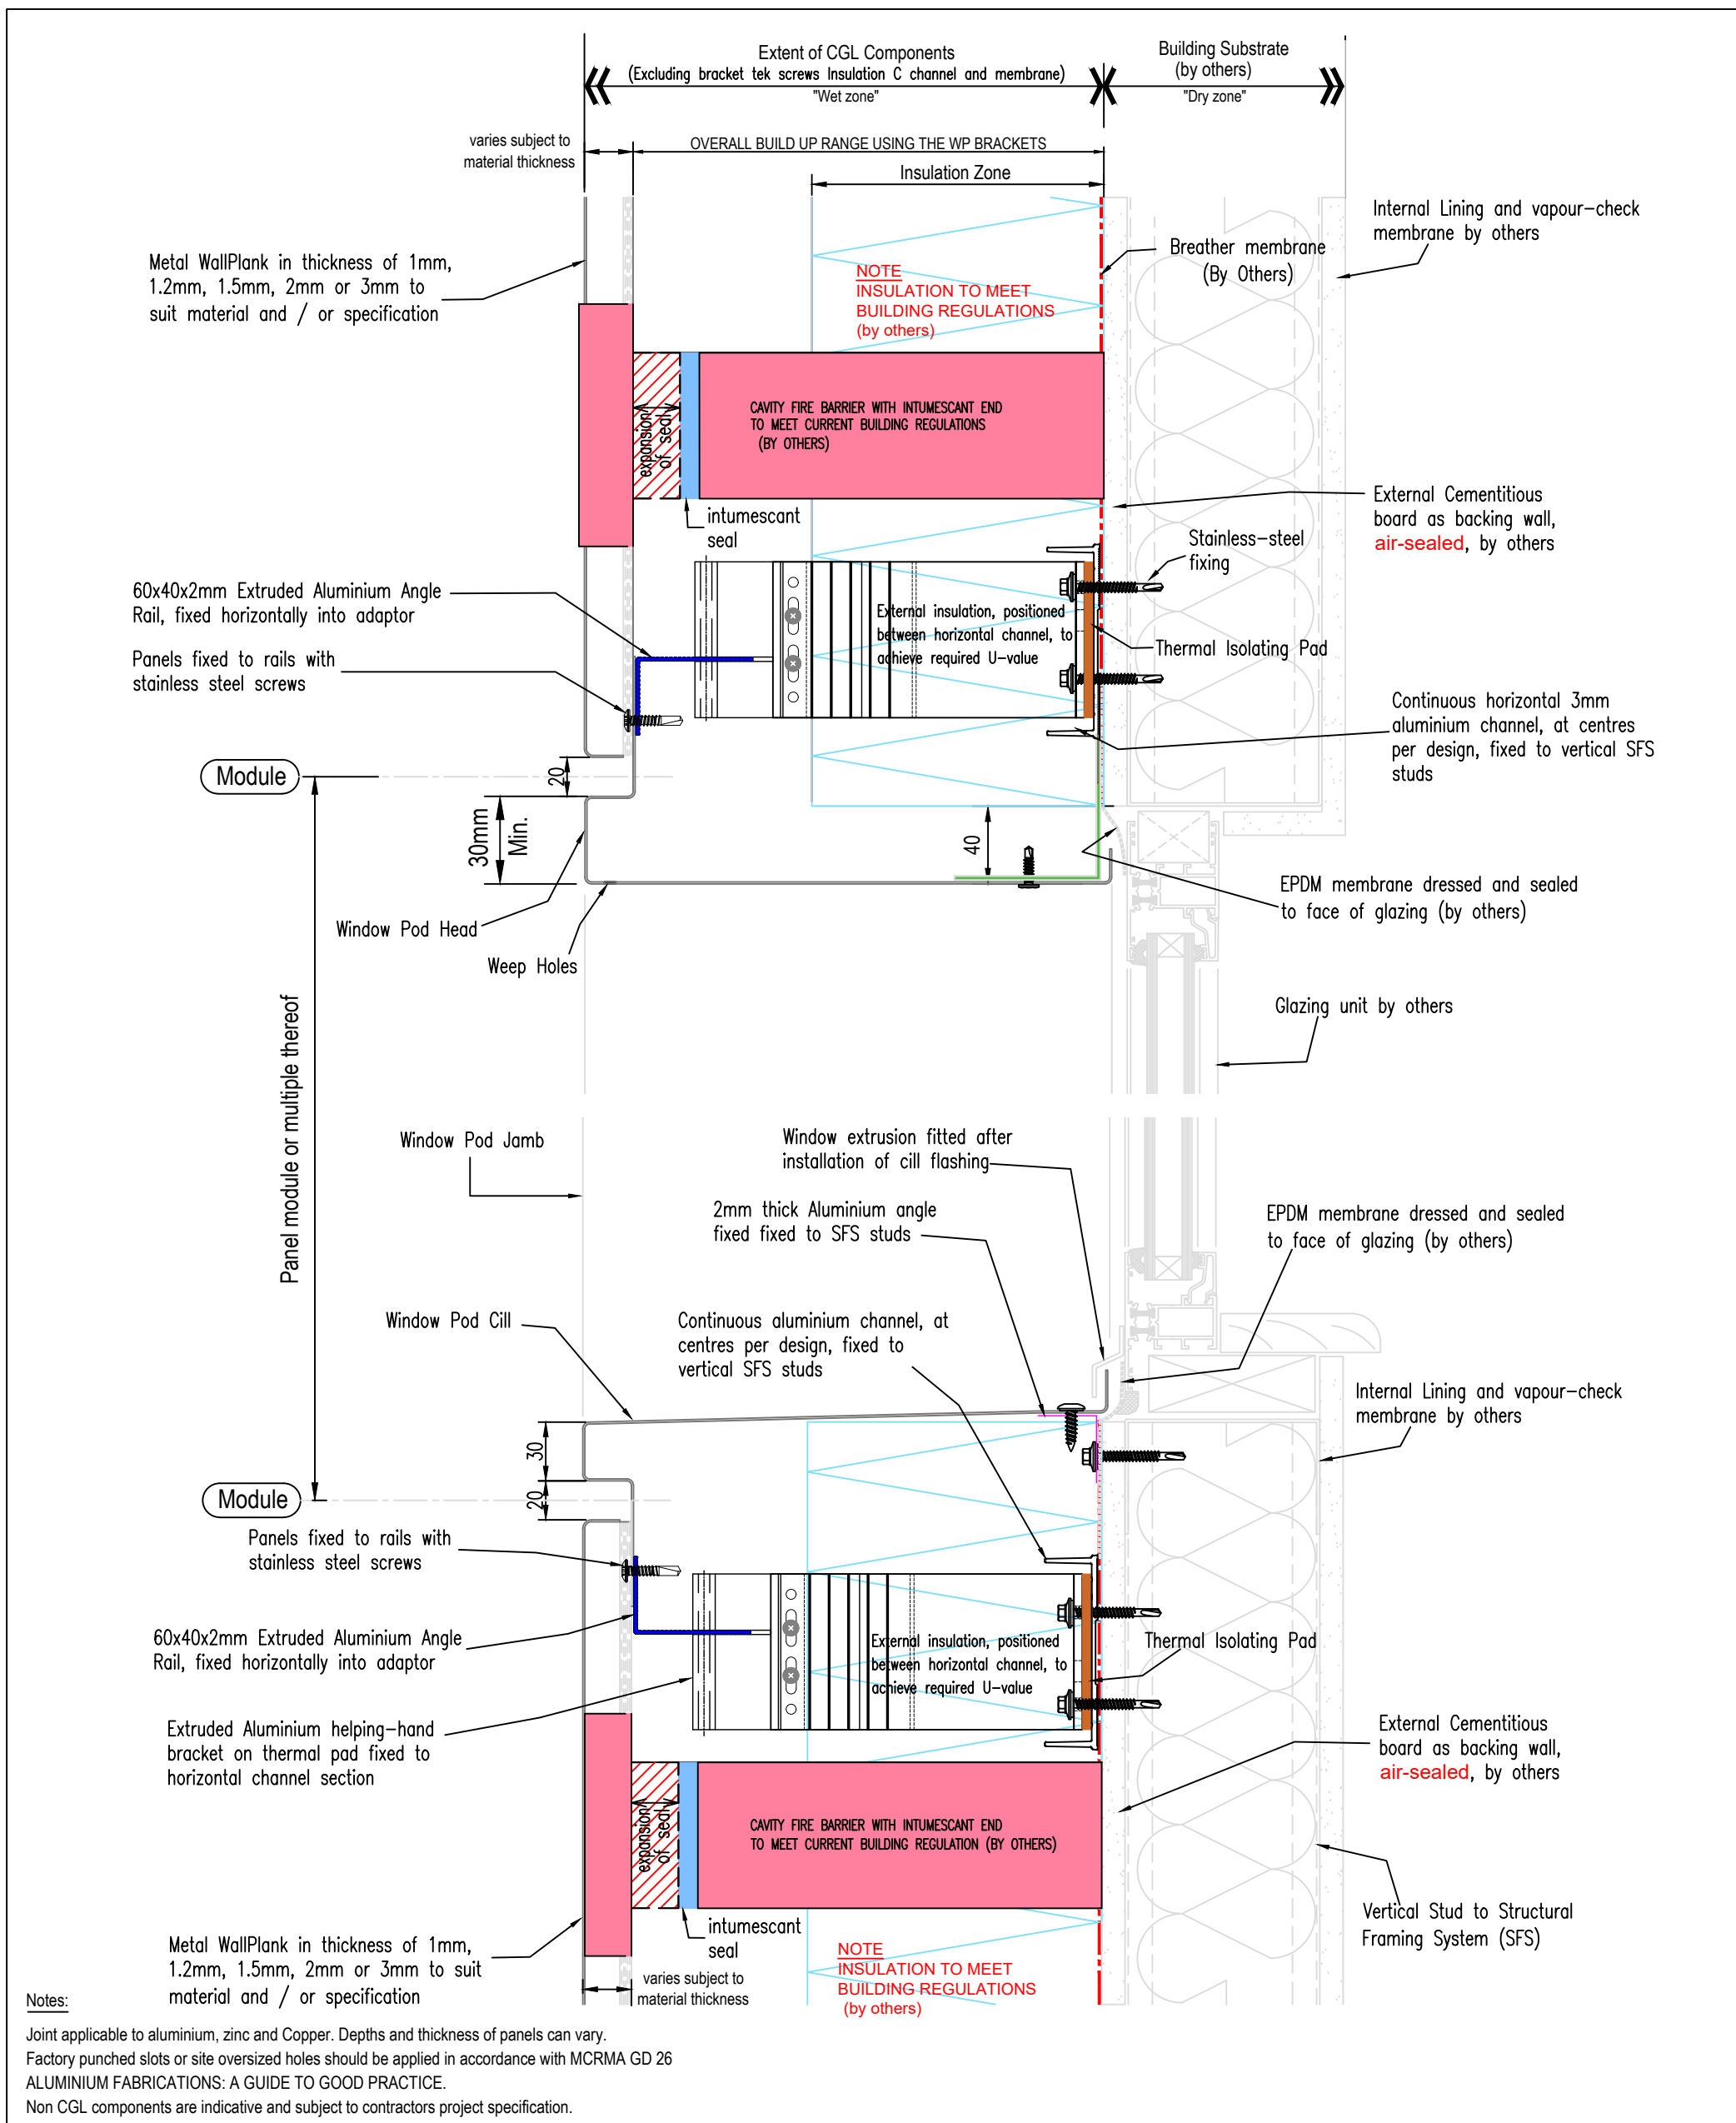 Extent of CGL Components
(Excluding bracket tek screws Insulation C channel and membrane)
"Wet zone"
Building Substrate
(by others)
"Dry zone"
varies subject to
material thickness
OVERALL BUILD UP RANGE USING THE WP BRACKETS
Insulation Zone
Internal Lining and vapour-check
membrane by others
Breather membrane
(By Others)
Metal WallPlank in thickness of 1mm,
1.2mm, 1.5mm, 2mm or 3mm to
suit material and / or specification
NOTE
INSULATION TO MEET
BUILDING REGULATIONS
(by others)
expansion
of seal
CAVITY FIRE BARRIER WITH INTUMESCANT END
TO MEET CURRENT BUILDING REGULATIONS
(BY OTHERS)
intumescant
seal
External Cementitious
board as backing wall,
air-sealed, by others
Stainless-steel
fixing
60x40x2mm Extruded Aluminium Angle
Rail, fixed horizontally into adaptor
External insulation, positioned
between horizontal channel, to
achieve required U-value
Thermal Isolating Pad
Panels fixed to rails with
stainless steel screws
Continuous horizontal 3mm
aluminium channel, at centres
per design, fixed to vertical SFS
studs
Module
20
30mm
Min.
40
EPDM membrane dressed and sealed
to face of glazing (by others)
Window Pod Head
Weep Holes
Glazing unit by others
Panel module or multiple thereof
Window Pod Jamb
Window extrusion fitted after
installation of cill flashing
2mm thick Aluminium angle
fixed fixed to SFS studs
EPDM membrane dressed and sealed
to face of glazing (by others)
Window Pod Cill
Continuous aluminium channel, at
centres per design, fixed to
vertical SFS studs
Internal Lining and vapour-check
membrane by others
30
20
Module
Panels fixed to rails with
stainless steel screws
60x40x2mm Extruded Aluminium Angle
Rail, fixed horizontally into adaptor
External insulation, positioned
between horizontal channel, to
achieve required U-value
Thermal Isolating Pad
Extruded Aluminium helping-hand
bracket on thermal pad fixed to
horizontal channel section
External Cementitious
board as backing wall,
air-sealed, by others
expansion
of seal
CAVITY FIRE BARRIER WITH INTUMESCANT END
TO MEET CURRENT BUILDING REGULATION (BY OTHERS)
intumescant
seal
Vertical Stud to Structural
Framing System (SFS)
Metal WallPlank in thickness of 1mm,
1.2mm, 1.5mm, 2mm or 3mm to suit
material and / or specification
NOTE
INSULATION TO MEET
BUILDING REGULATIONS
(by others)
varies subject to
material thickness
Notes:
Joint applicable to aluminium, zinc and Copper. Depths and thickness of panels can vary.
Factory punched slots or site oversized holes should be applied in accordance with MCRMA GD 26
ALUMINIUM FABRICATIONS: A GUIDE TO GOOD PRACTICE.
Non CGL components are indicative and subject to contractors project specification.